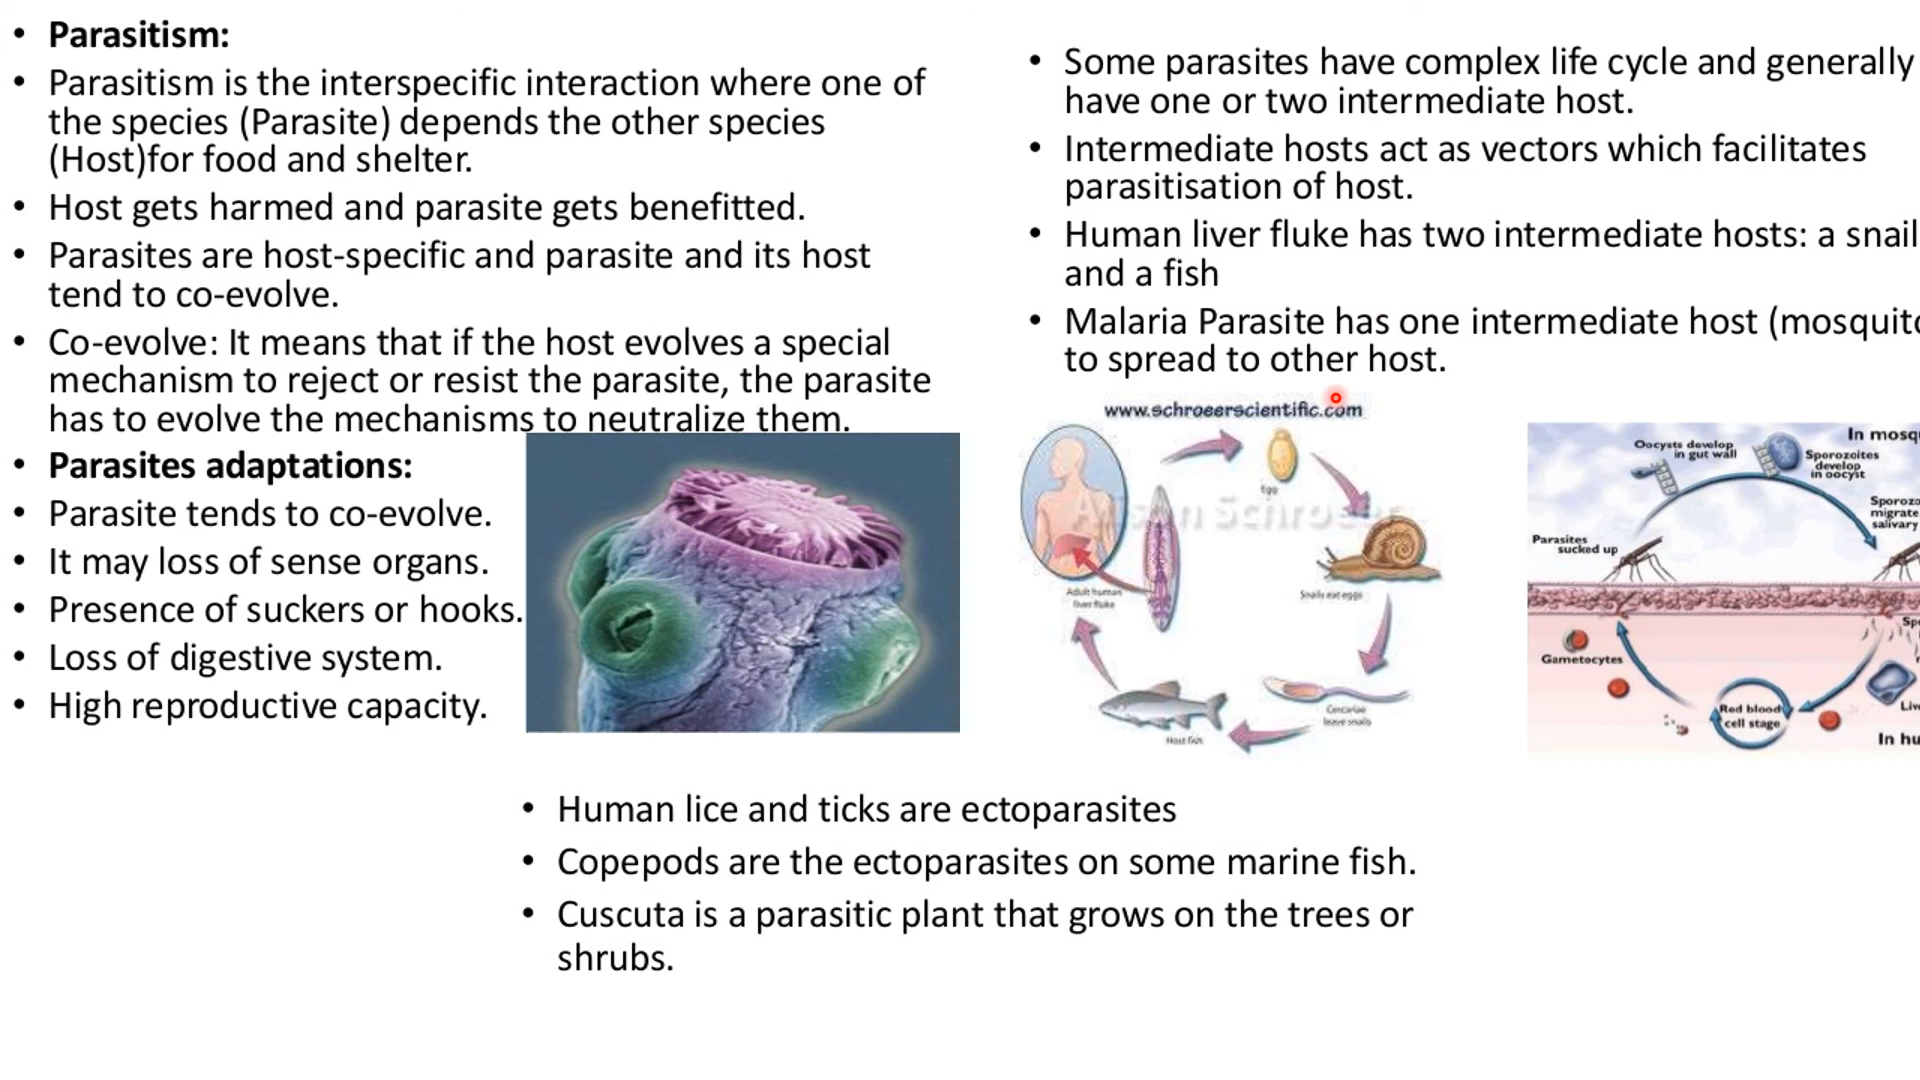 • Parasitism:
• Parasitism is the interspecific interaction where one of
the species (Parasite) depends the other species
(Host)for food and shelter.
• Host gets harmed and parasite gets benefitted.
• Parasites are host-specific and parasite and its host
tend to co-evolve.
• Co-evolve: It means that if the host evolves a special
mechanism to reject or resist the parasite, the parasite
has to evolve the mechanisms to neutralize them.
• Parasites adaptations:
• Parasite tends to co-evolve.
• It may loss of sense organs.
• Presence of suckers or hooks.
• Loss of digestive system.
• High reproductive capacity.
• Some parasites have complex life cycle and generally
have one or two intermediate host.
• Intermediate hosts act as vectors which facilitates
parasitisation of host.
• Human liver fluke has two intermediate hosts: a snail
and a fish
• Malaria Parasite has one intermediate host (mosquito
to spread to other host.
www.schroeerscientific.com
Egg
Schroeer
Adult human
liver fluke
Snails eat eggs
Cercariae
leave snails
Host fish
In mosq
Oocysts develop
in gut wall
Sporozoites
develop
in oocyst
Sporozo
migrate
salivary
Parasites
sucked up
Gametocytes
Red blood
cell stage
In hu
• Human lice and ticks are ectoparasites
• Copepods are the ectoparasites on some marine fish.
• Cuscuta is a parasitic plant that grows on the trees or
shrubs.